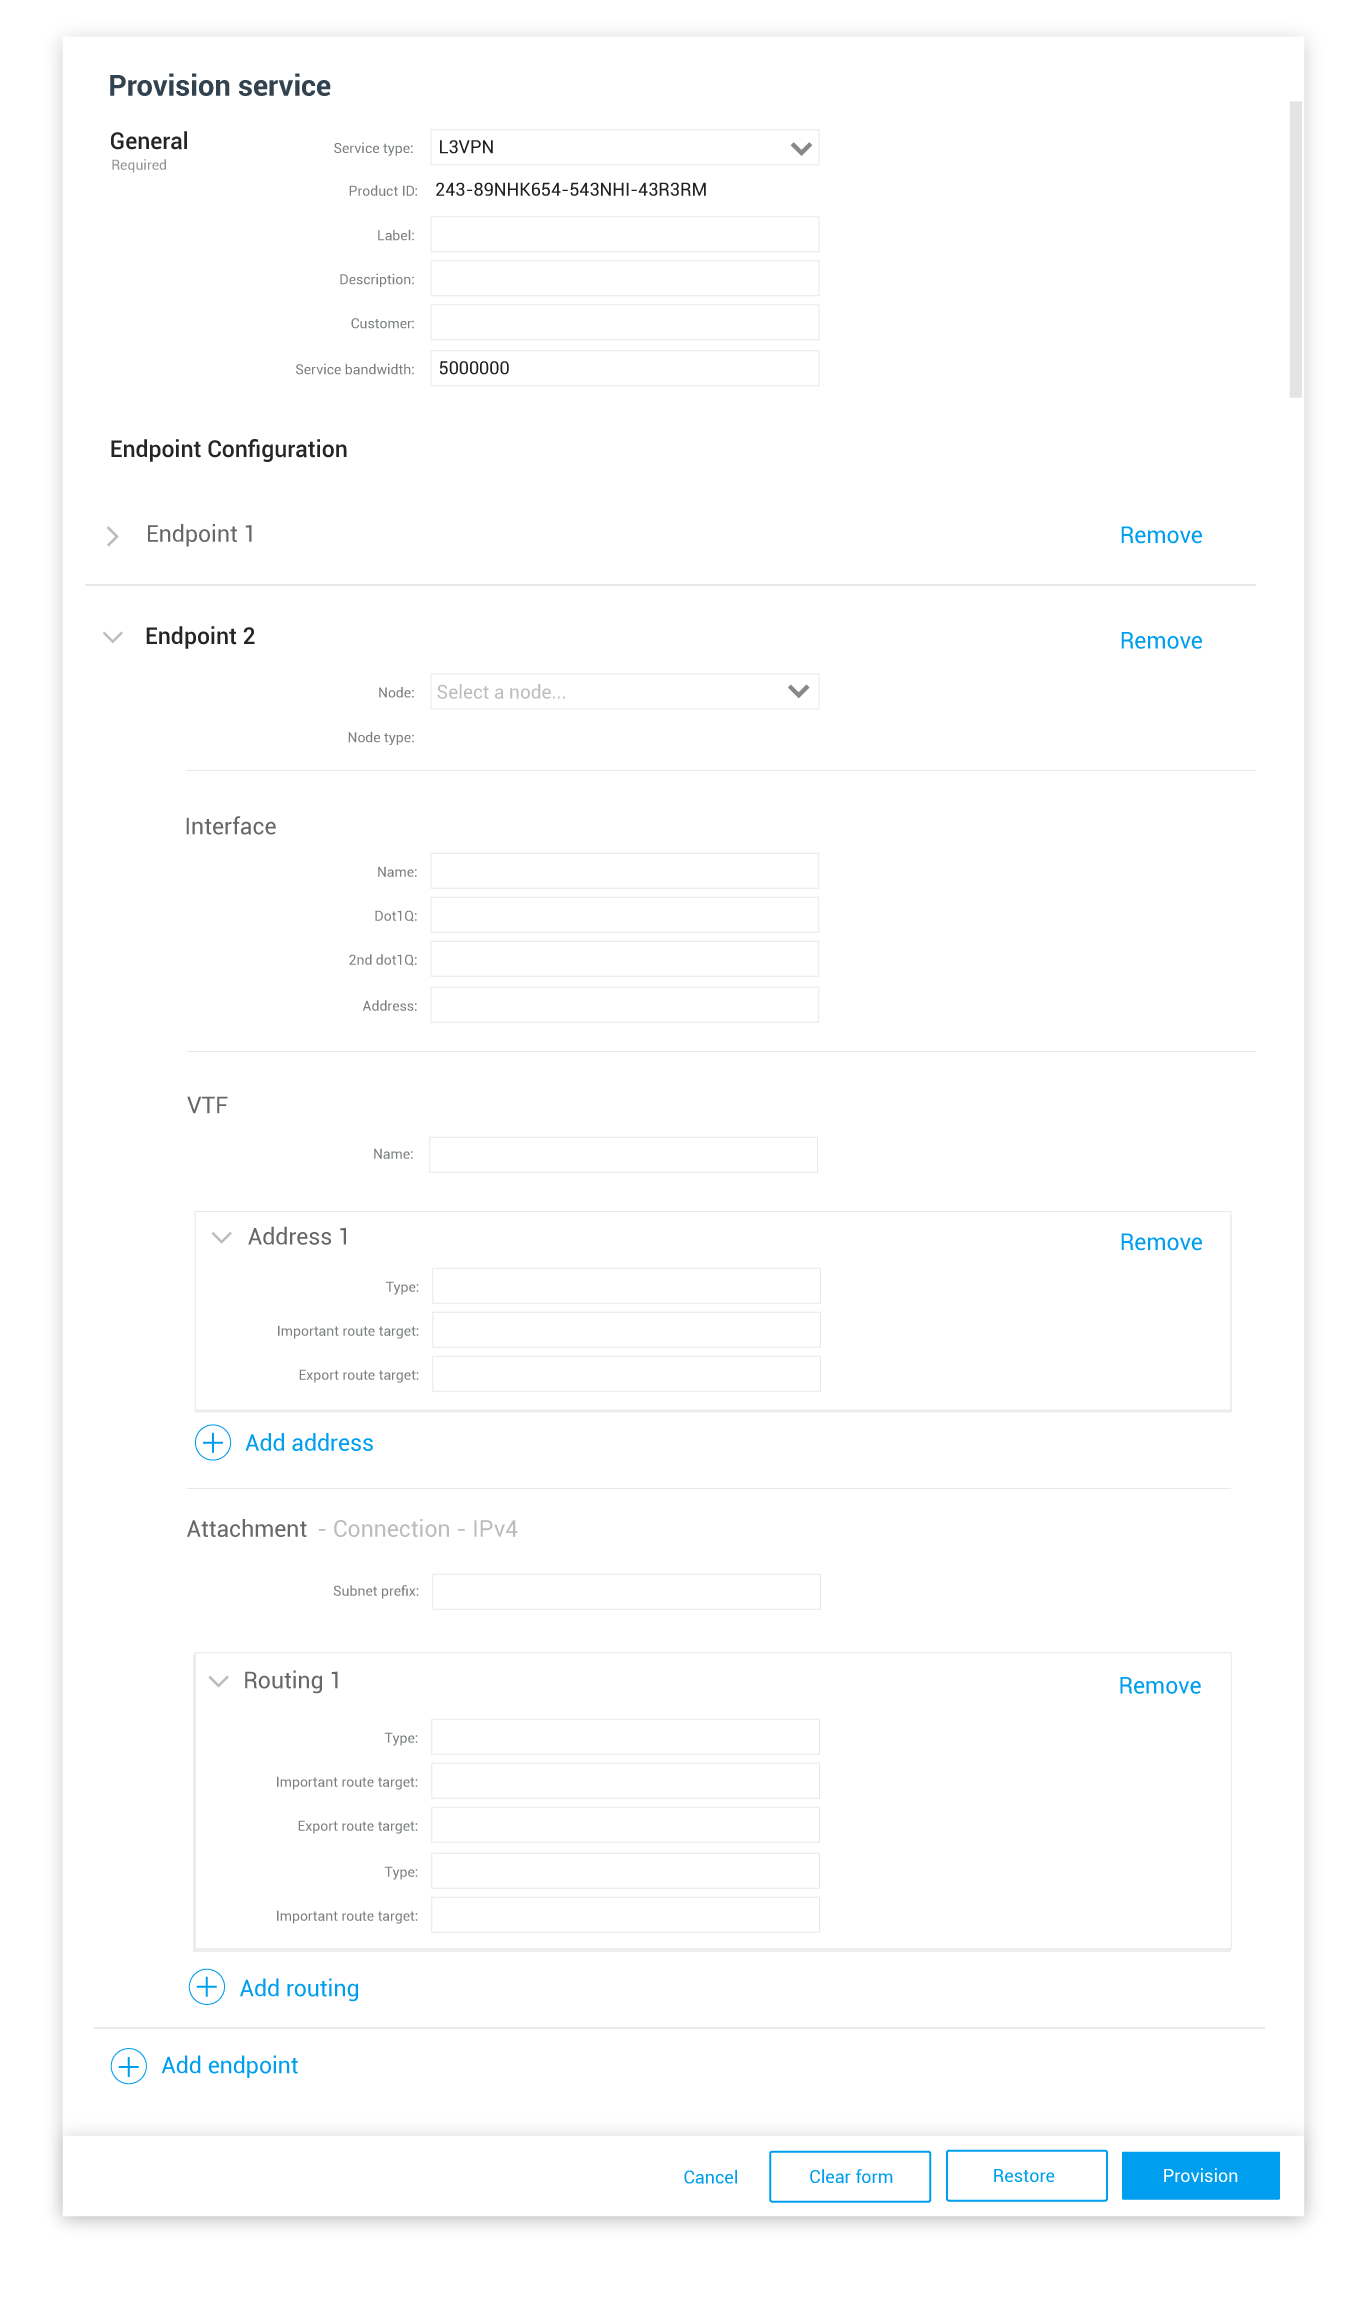 Provision service
General
Required
Service type: L3VPN
Product ID: 243-89NHK654-543NHI-43R3RM
Label:
Description:
Customer:
Service bandwidth: 5000000
Endpoint Configuration
Endpoint 1 Remove
Endpoint 2 Remove
Node: Select a node...
Node type:
Interface
Name:
Dot1Q:
2nd dot1Q:
Address:
VTF
Name:
Address 1 Remove
Type:
Important route target:
Export route target:
Add address
Attachment - Connection - IPv4
Subnet prefix:
Routing 1 Remove
Type:
Important route target:
Export route target:
Type:
Important route target:
Add routing
Add endpoint
Cancel Clear form Restore Provision